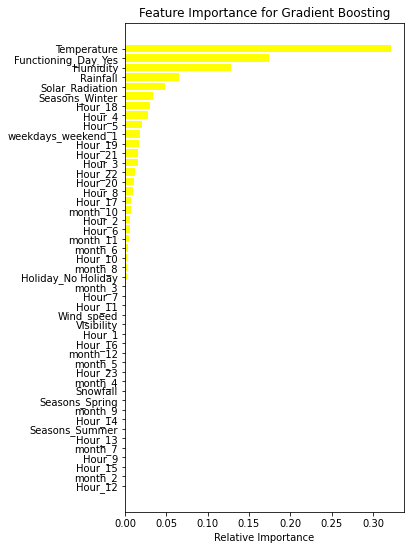 Feature Importance for Gradient Boosting
Temperature
Functioning_Day_Yes
Humidity
Rainfall
Solar_Radiation
Seasons_Winter
Hour_18
Hour_4
Hour_5
weekdays_weekend_1
Hour_19
Hour_21
Hour_3
Hour_22
Hour_20
Hour_8
Hour_17
month_10
Hour_2
Hour_6
month_11
month_6
Hour_10
month_8
Holiday_No Holiday
month_3
Hour_7
Hour_11
Wind_speed
Visibility
Hour_1
Hour_16
month_12
month_5
Hour_23
month_4
Snowfall
Seasons_Spring
month_9
Hour_14
Seasons_Summer
Hour_13
month_7
Hour_9
Hour_15
month_2
Hour_12
0.00 0.05 0.10 0.15 0.20 0.25 0.30
Relative Importance